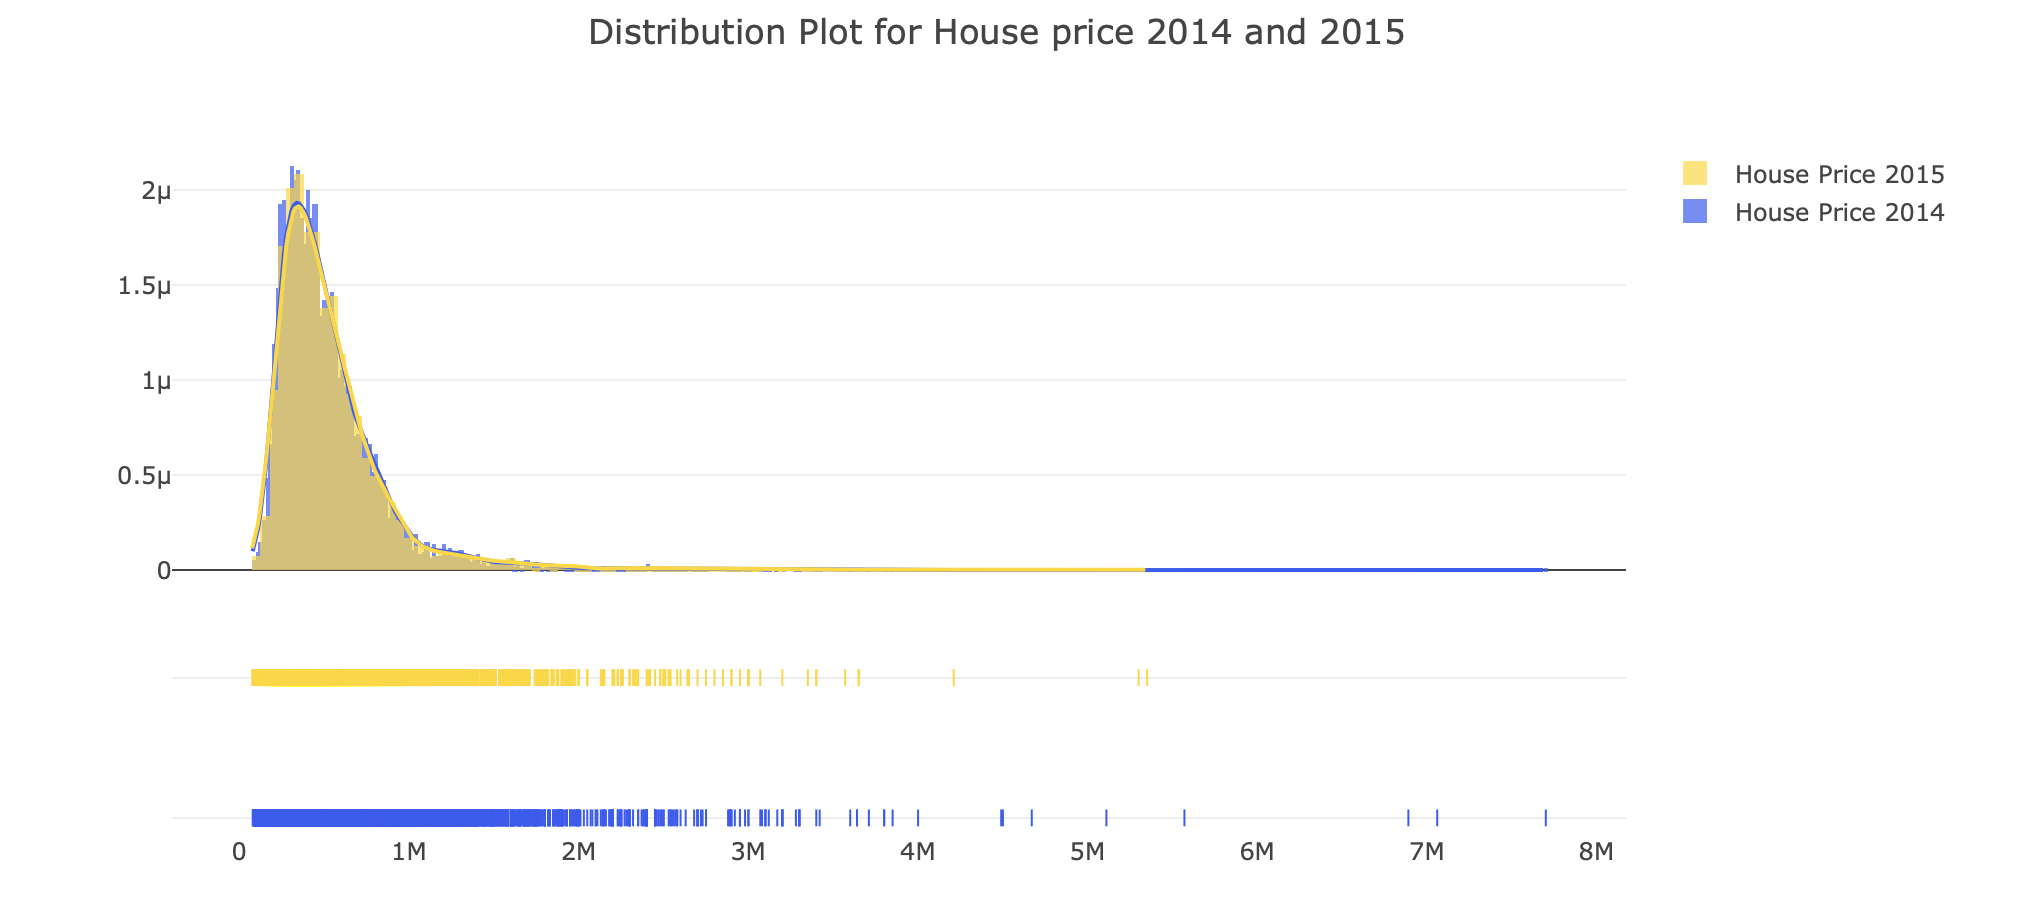 Distribution Plot for House price 2014 and 2015
House Price 2015
House Price 2014
2μ
1.5μ
1μ
0.5μ
0
0 1M 2M 3M 4M 5M 6M 7M 8M